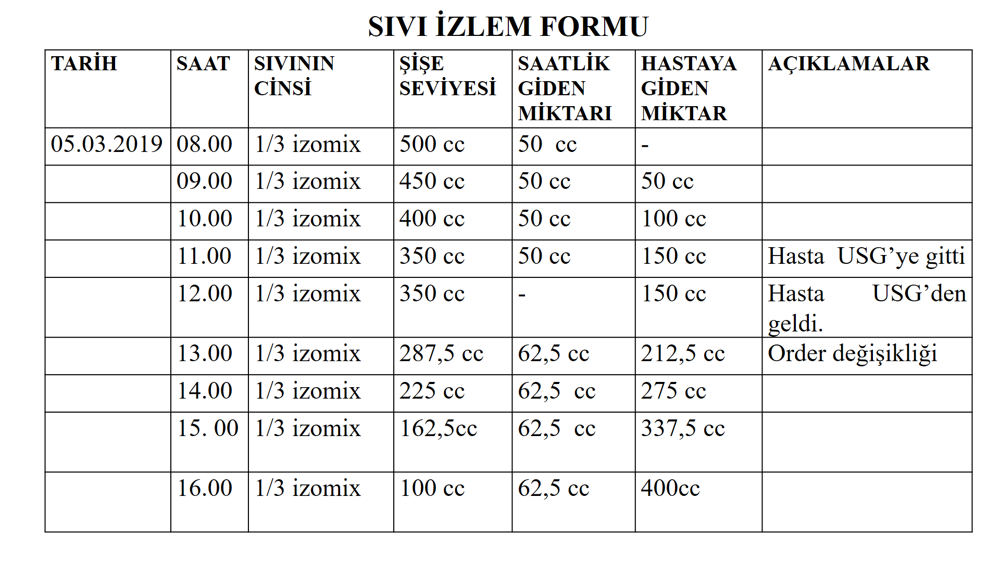 SIVI İZLEM FORMU
TARİH SAAT SIVININ CİNSİ ŞİŞE SEVİYESİ SAATLİK GİDEN MİKTARI HASTAYA GİDEN MİKTAR AÇIKLAMALAR
05.03.2019 08.00 1/3 izomix 500 cc 50 cc -
09.00 1/3 izomix 450 cc 50 cc 50 cc
10.00 1/3 izomix 400 cc 50 cc 100 cc
11.00 1/3 izomix 350 cc 50 cc 150 cc Hasta USG’ye gitti
12.00 1/3 izomix 350 cc - 150 cc Hasta USG’den geldi.
13.00 1/3 izomix 287,5 cc 62,5 cc 212,5 cc Order değişikliği
14.00 1/3 izomix 225 cc 62,5 cc 275 cc
15. 00 1/3 izomix 162,5cc 62,5 cc 337,5 cc
16.00 1/3 izomix 100 cc 62,5 cc 400cc